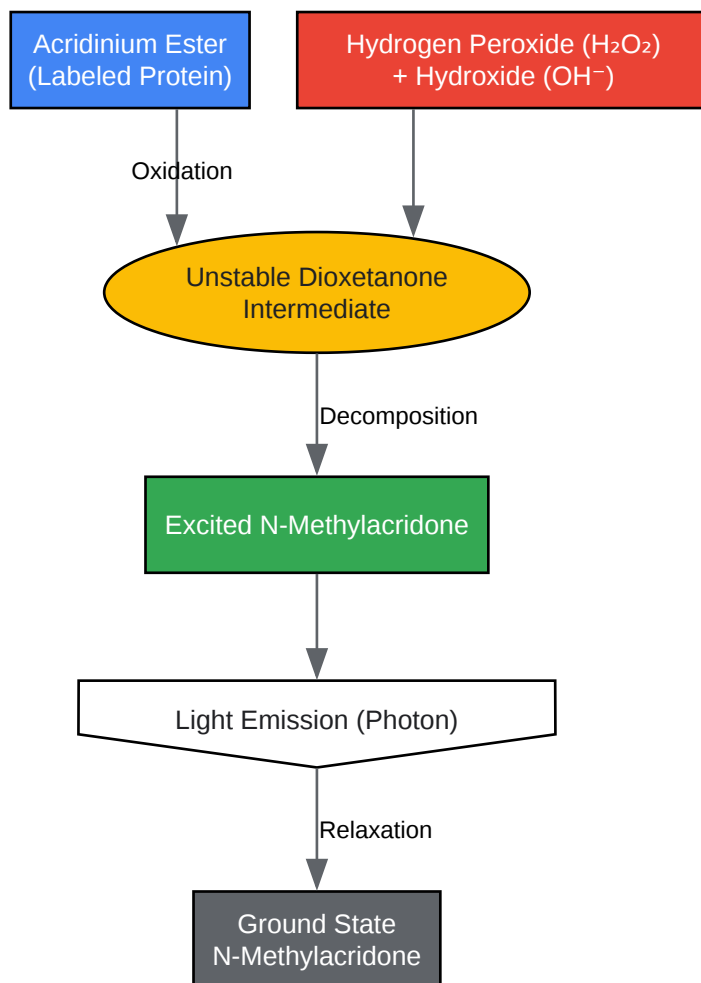 Acridinium Ester
(Labeled Protein)
Hydrogen Peroxide (H₂O₂)
+ Hydroxide (OH⁻)
Oxidation
Unstable Dioxetanone
Intermediate
Decomposition
Excited N-Methylacridone
Light Emission (Photon)
Relaxation
Ground State
N-Methylacridone